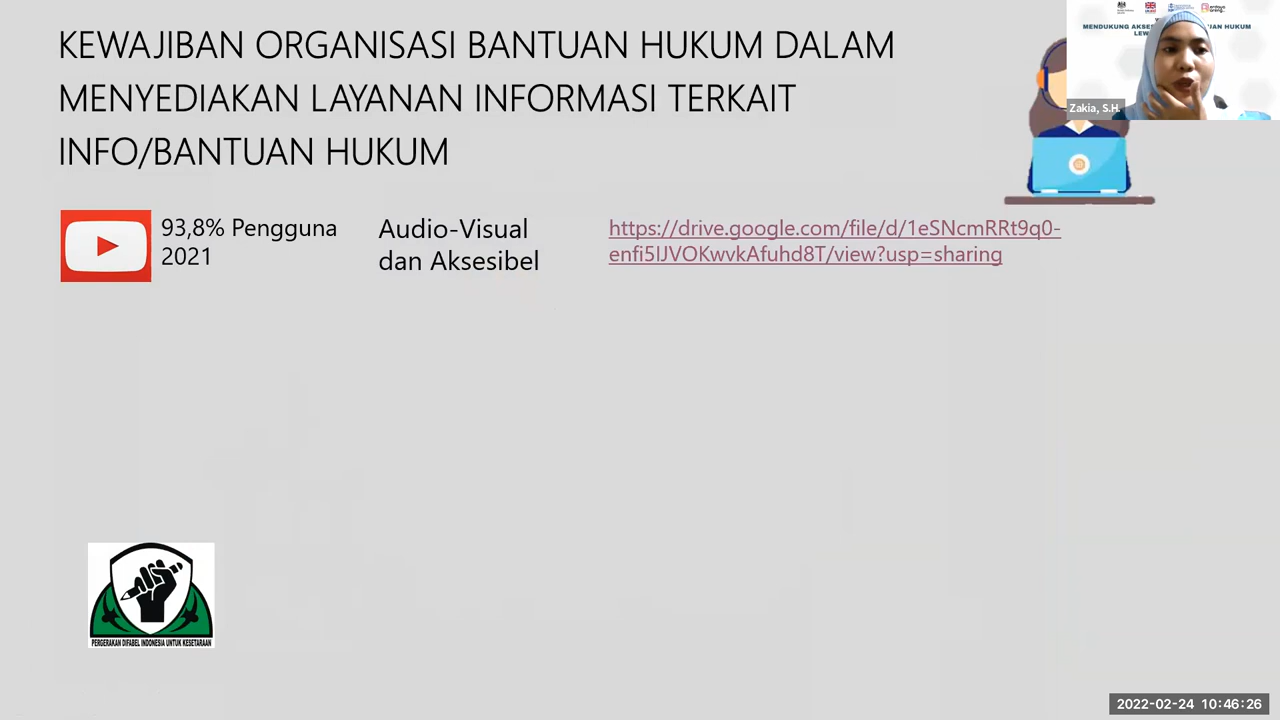 KEWAJIBAN ORGANISASI BANTUAN HUKUM DALAM
MENYEDIAKAN LAYANAN INFORMASI TERKAIT
INFO/BANTUAN HUKUM
MENDUKUNG AKSES
HUKUM
Zakia, S.H.
93,8% Pengguna
2021
Audio-Visual
dan Aksesibel
https://drive.google.com/file/d/1eSNcmRRt9q0-
enfi5IJVOKwvkAfuhd8T/view?usp=sharing
PERGERAKAN DIFABEL INDONESIA UNTUK KESETARAAN
2022-02-24 10:46:26